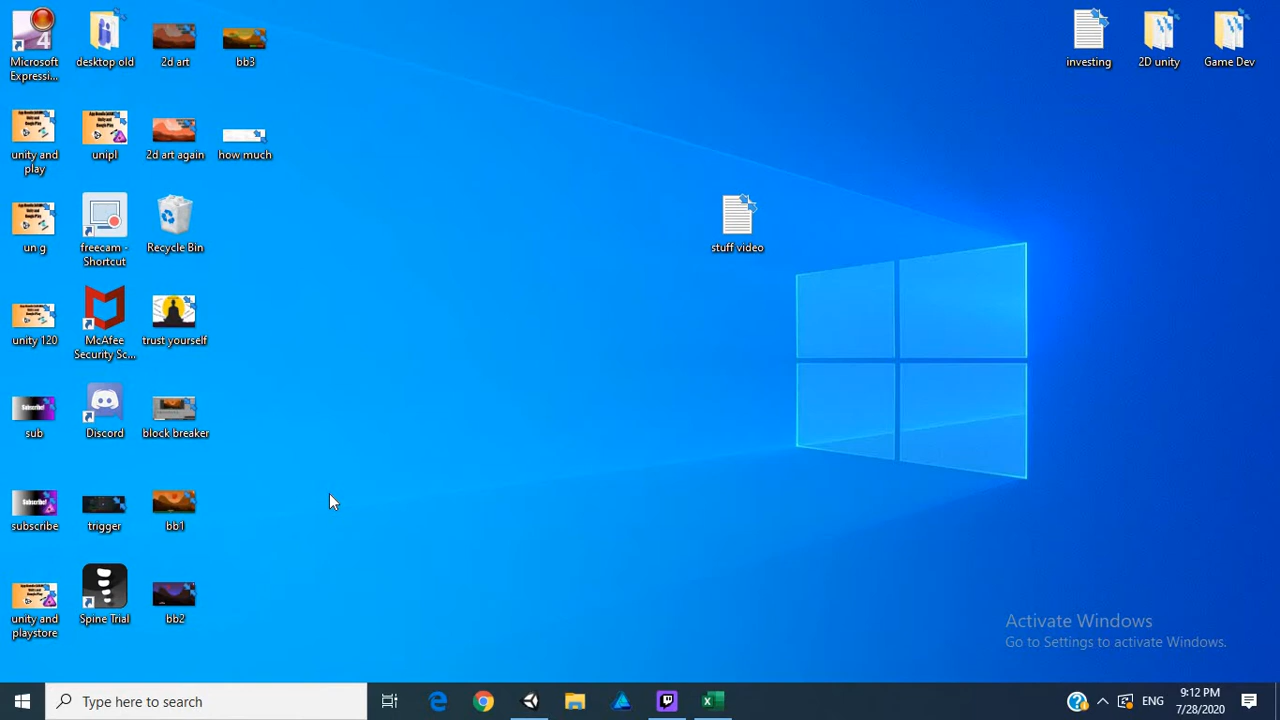 Microsoft
Expressi...
desktop old
2d art
bb3
investing
2D unity
Game Dev
unity and
play
unipl
2d art again
how much
un g
freecam -
Shortcut
Recycle Bin
stuff video
unity 120
McAfee
Security Sc...
trust yourself
sub
Discord
block breaker
subscribe
trigger
bb1
unity and
playstore
Spine Trial
bb2
Activate Windows
Go to Settings to activate Windows.
Type here to search
ENG
9:12 PM
7/28/2020